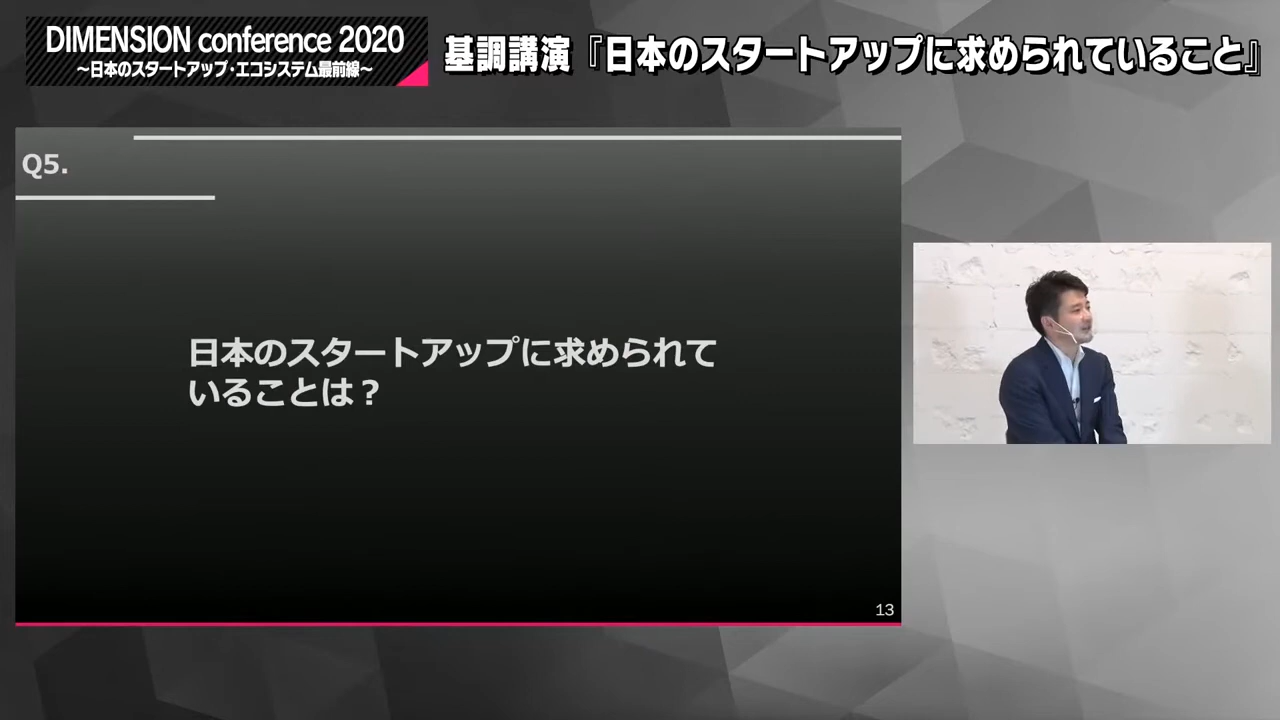 DIMENSION conference 2020
～日本のスタートアップ・エコシステム最前線～
基調講演『日本のスタートアップに求められていること』
Q5.
日本のスタートアップに求められて
いることは？
13